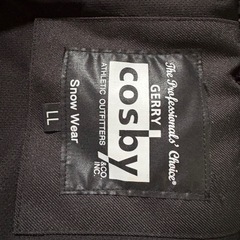 The Professionals' Choice®
GERRY
cosby
ATHLETIC OUTFITTERS
&CO.
INC.
Snow Wear
LL